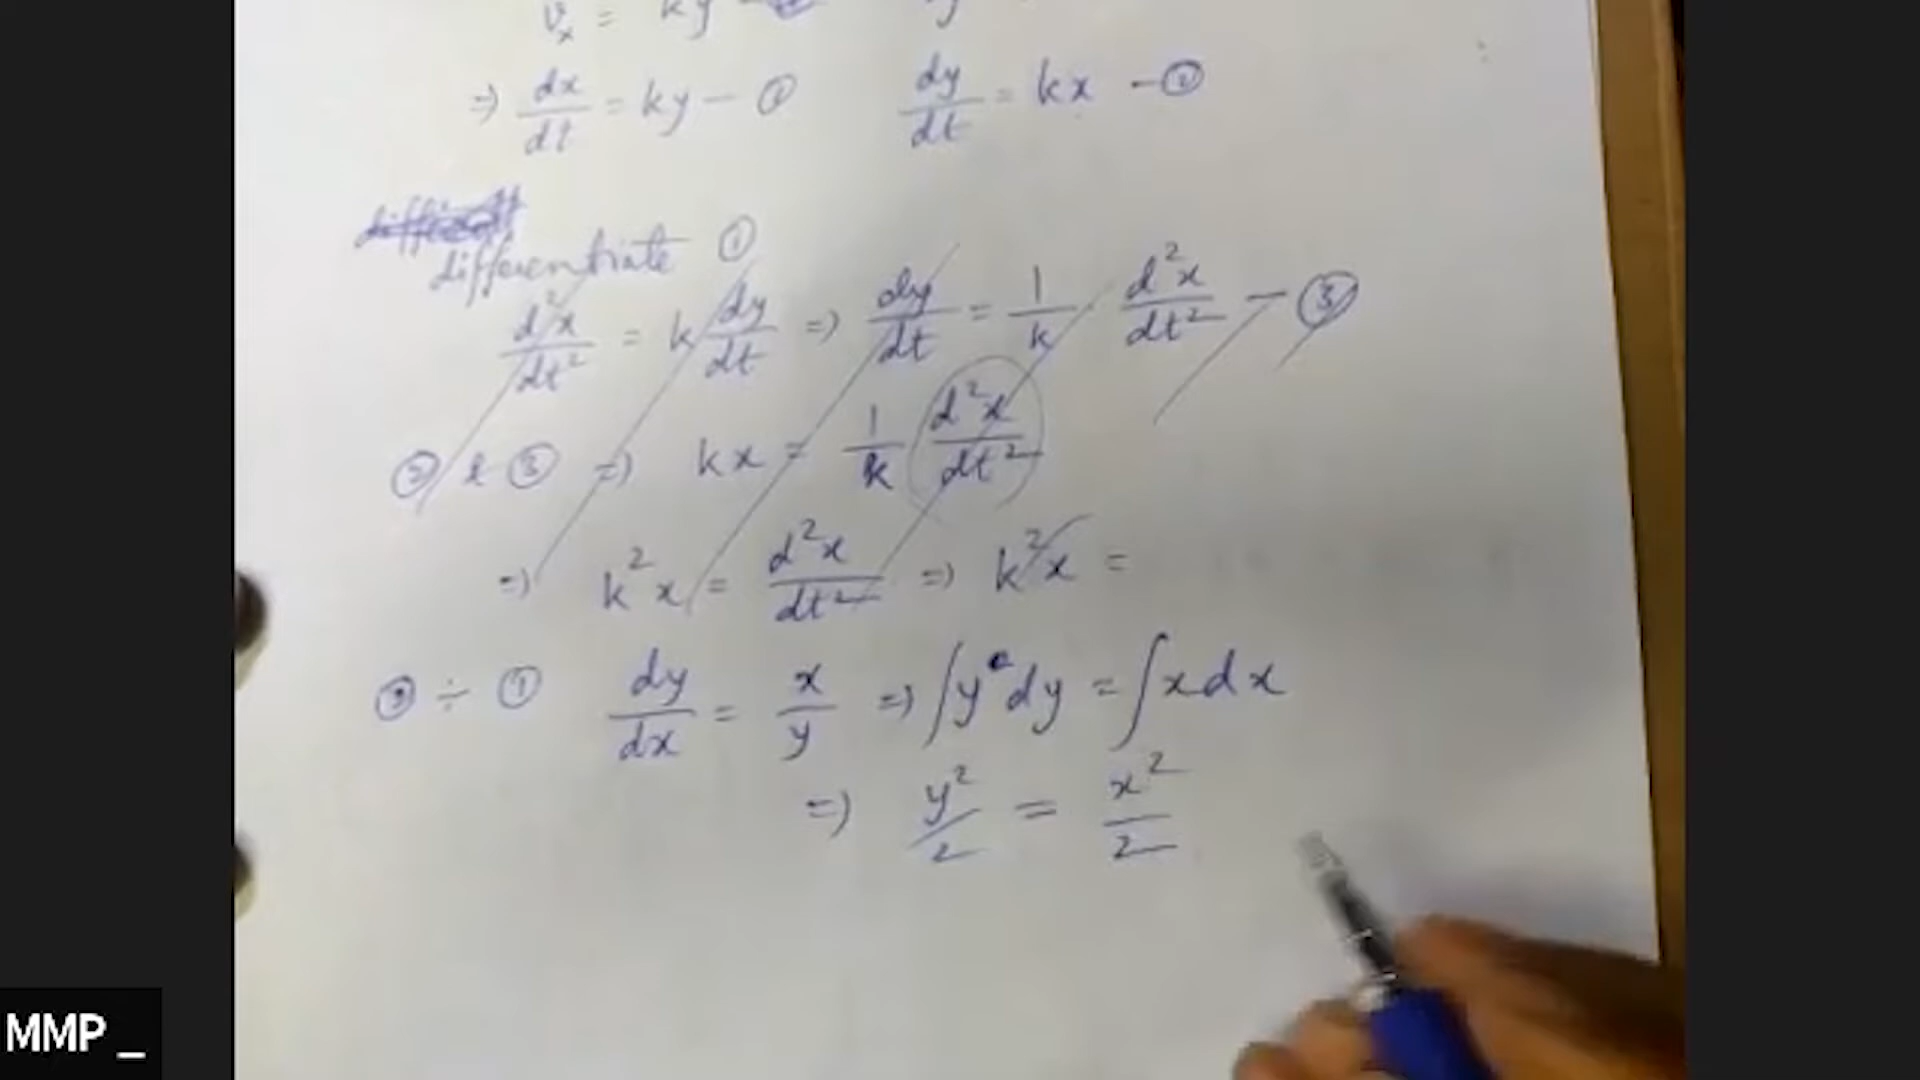 v_x = ky
⇒ dx/dt = ky — ① dy/dt = kx — ②
differentiate ①
d²x/dt² = k dy/dt ⇒ dy/dt = 1/k · d²x/dt² — ③
② & ③ ⇒ kx = 1/k d²x/dt²
⇒ k²x = d²x/dt² ⇒ k²x =
② ÷ ① dy/dx = x/y ⇒ ∫y dy = ∫x dx
⇒ y²/2 = x²/2
MMP _